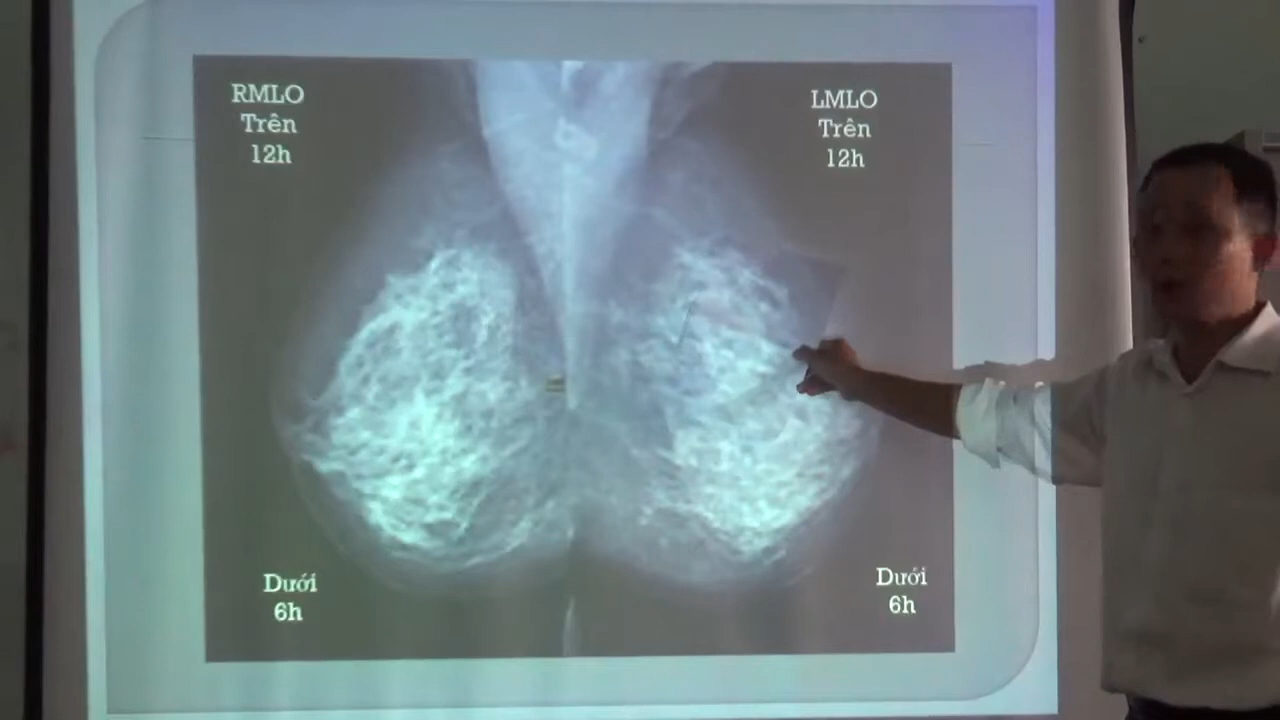 RMLO
Trên
12h
LMLO
Trên
12h
Dưới
6h
Dưới
6h